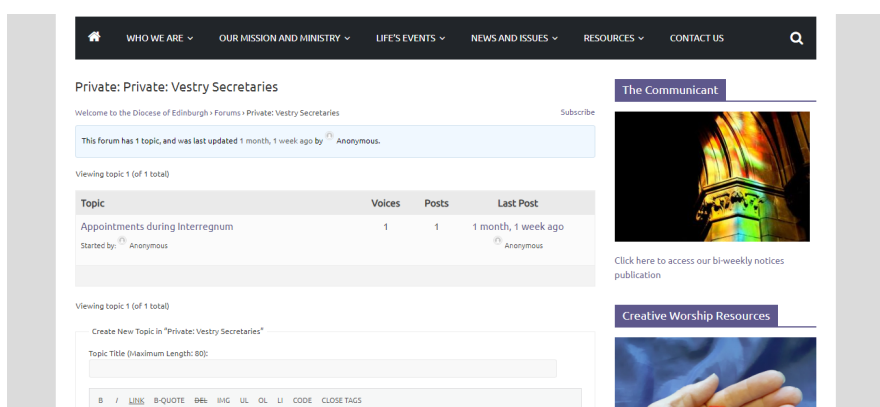 WHO WE ARE OUR MISSION AND MINISTRY LIFE'S EVENTS NEWS AND ISSUES RESOURCES CONTACT US
Private: Private: Vestry Secretaries
Welcome to the Diocese of Edinburgh › Forums › Private: Vestry Secretaries Subscribe
This forum has 1 topic, and was last updated 1 month, 1 week ago by Anonymous.
Viewing topic 1 (of 1 total)
Topic Voices Posts Last Post
Appointments during Interregnum 1 1 1 month, 1 week ago
Started by: Anonymous Anonymous
Viewing topic 1 (of 1 total)
Create New Topic in "Private: Vestry Secretaries"
Topic Title (Maximum Length: 80):
B I LINK B-QUOTE DEL IMG UL OL LI CODE CLOSE TAGS
The Communicant
Click here to access our bi-weekly notices
publication
Creative Worship Resources